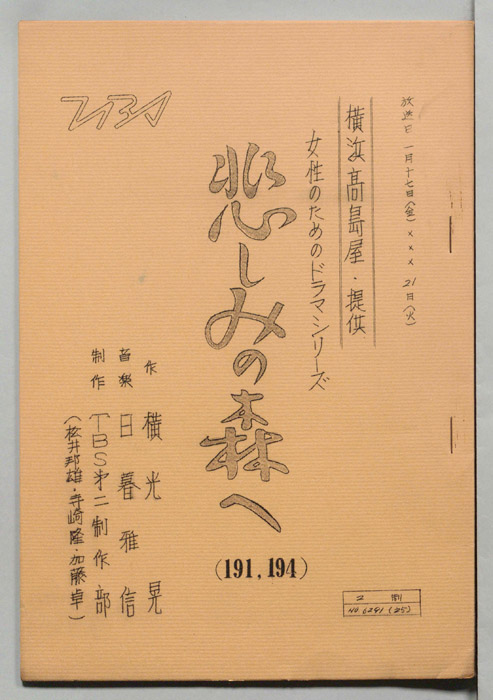 放送日 一月十七日(金) ××× 21日(火)
横浜髙島屋・提供
女性のためのドラマシリーズ
悲しみの森へ
(191, 194)
作 横光晃
音楽 日暮雅信
制作 TBS第二制作部
(松井邦雄・寺崎隆・加藤卓)
TBS
2制
NO. 6241 (25)